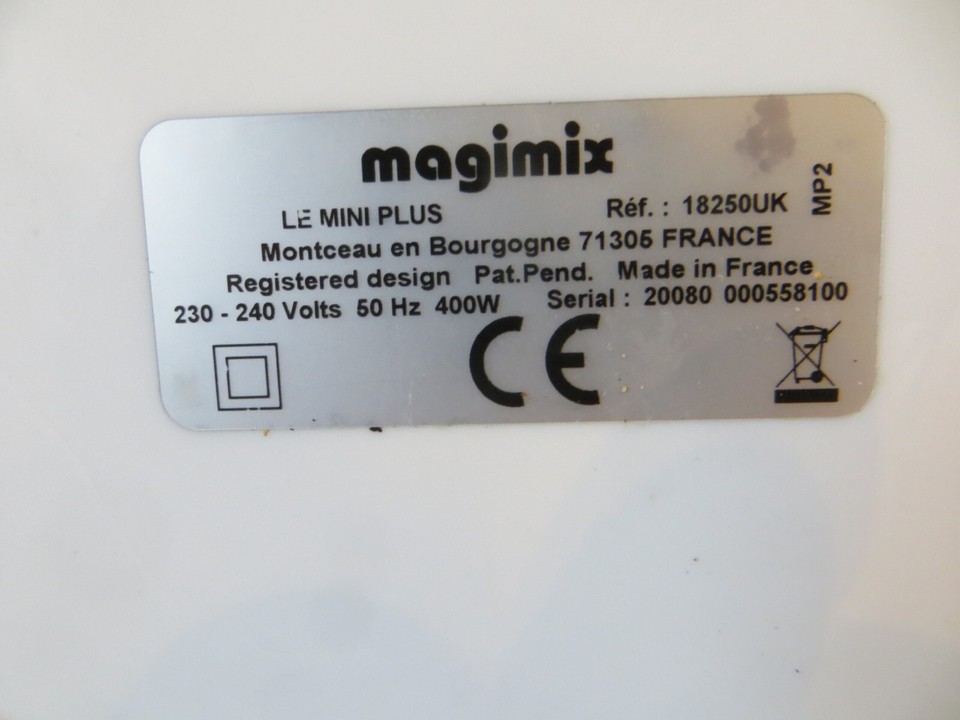 magimix
LE MINI PLUS Réf. : 18250UK
MP2
Montceau en Bourgogne 71305 FRANCE
Registered design Pat.Pend. Made in France
230 - 240 Volts 50 Hz 400W Serial : 20080 000558100
CE